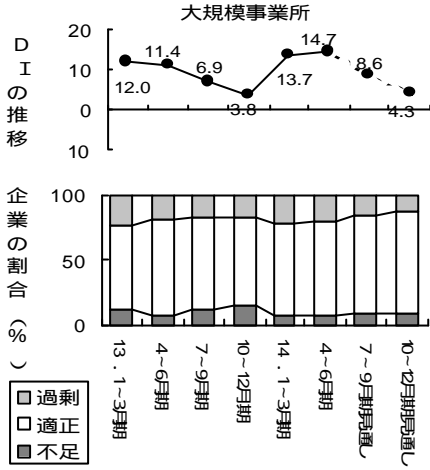 大規模事業所
DIの推移
20
10
0
10
12.0
11.4
6.9
3.8
13.7
14.7
8.6
4.3
企業の割合（%）
100
50
0
13．1~3月期
4~6月期
7~9月期
10~12月期
14．1~3月期
4~6月期
7~9月期見通し
10~12月期見通し
過剰
適正
不足